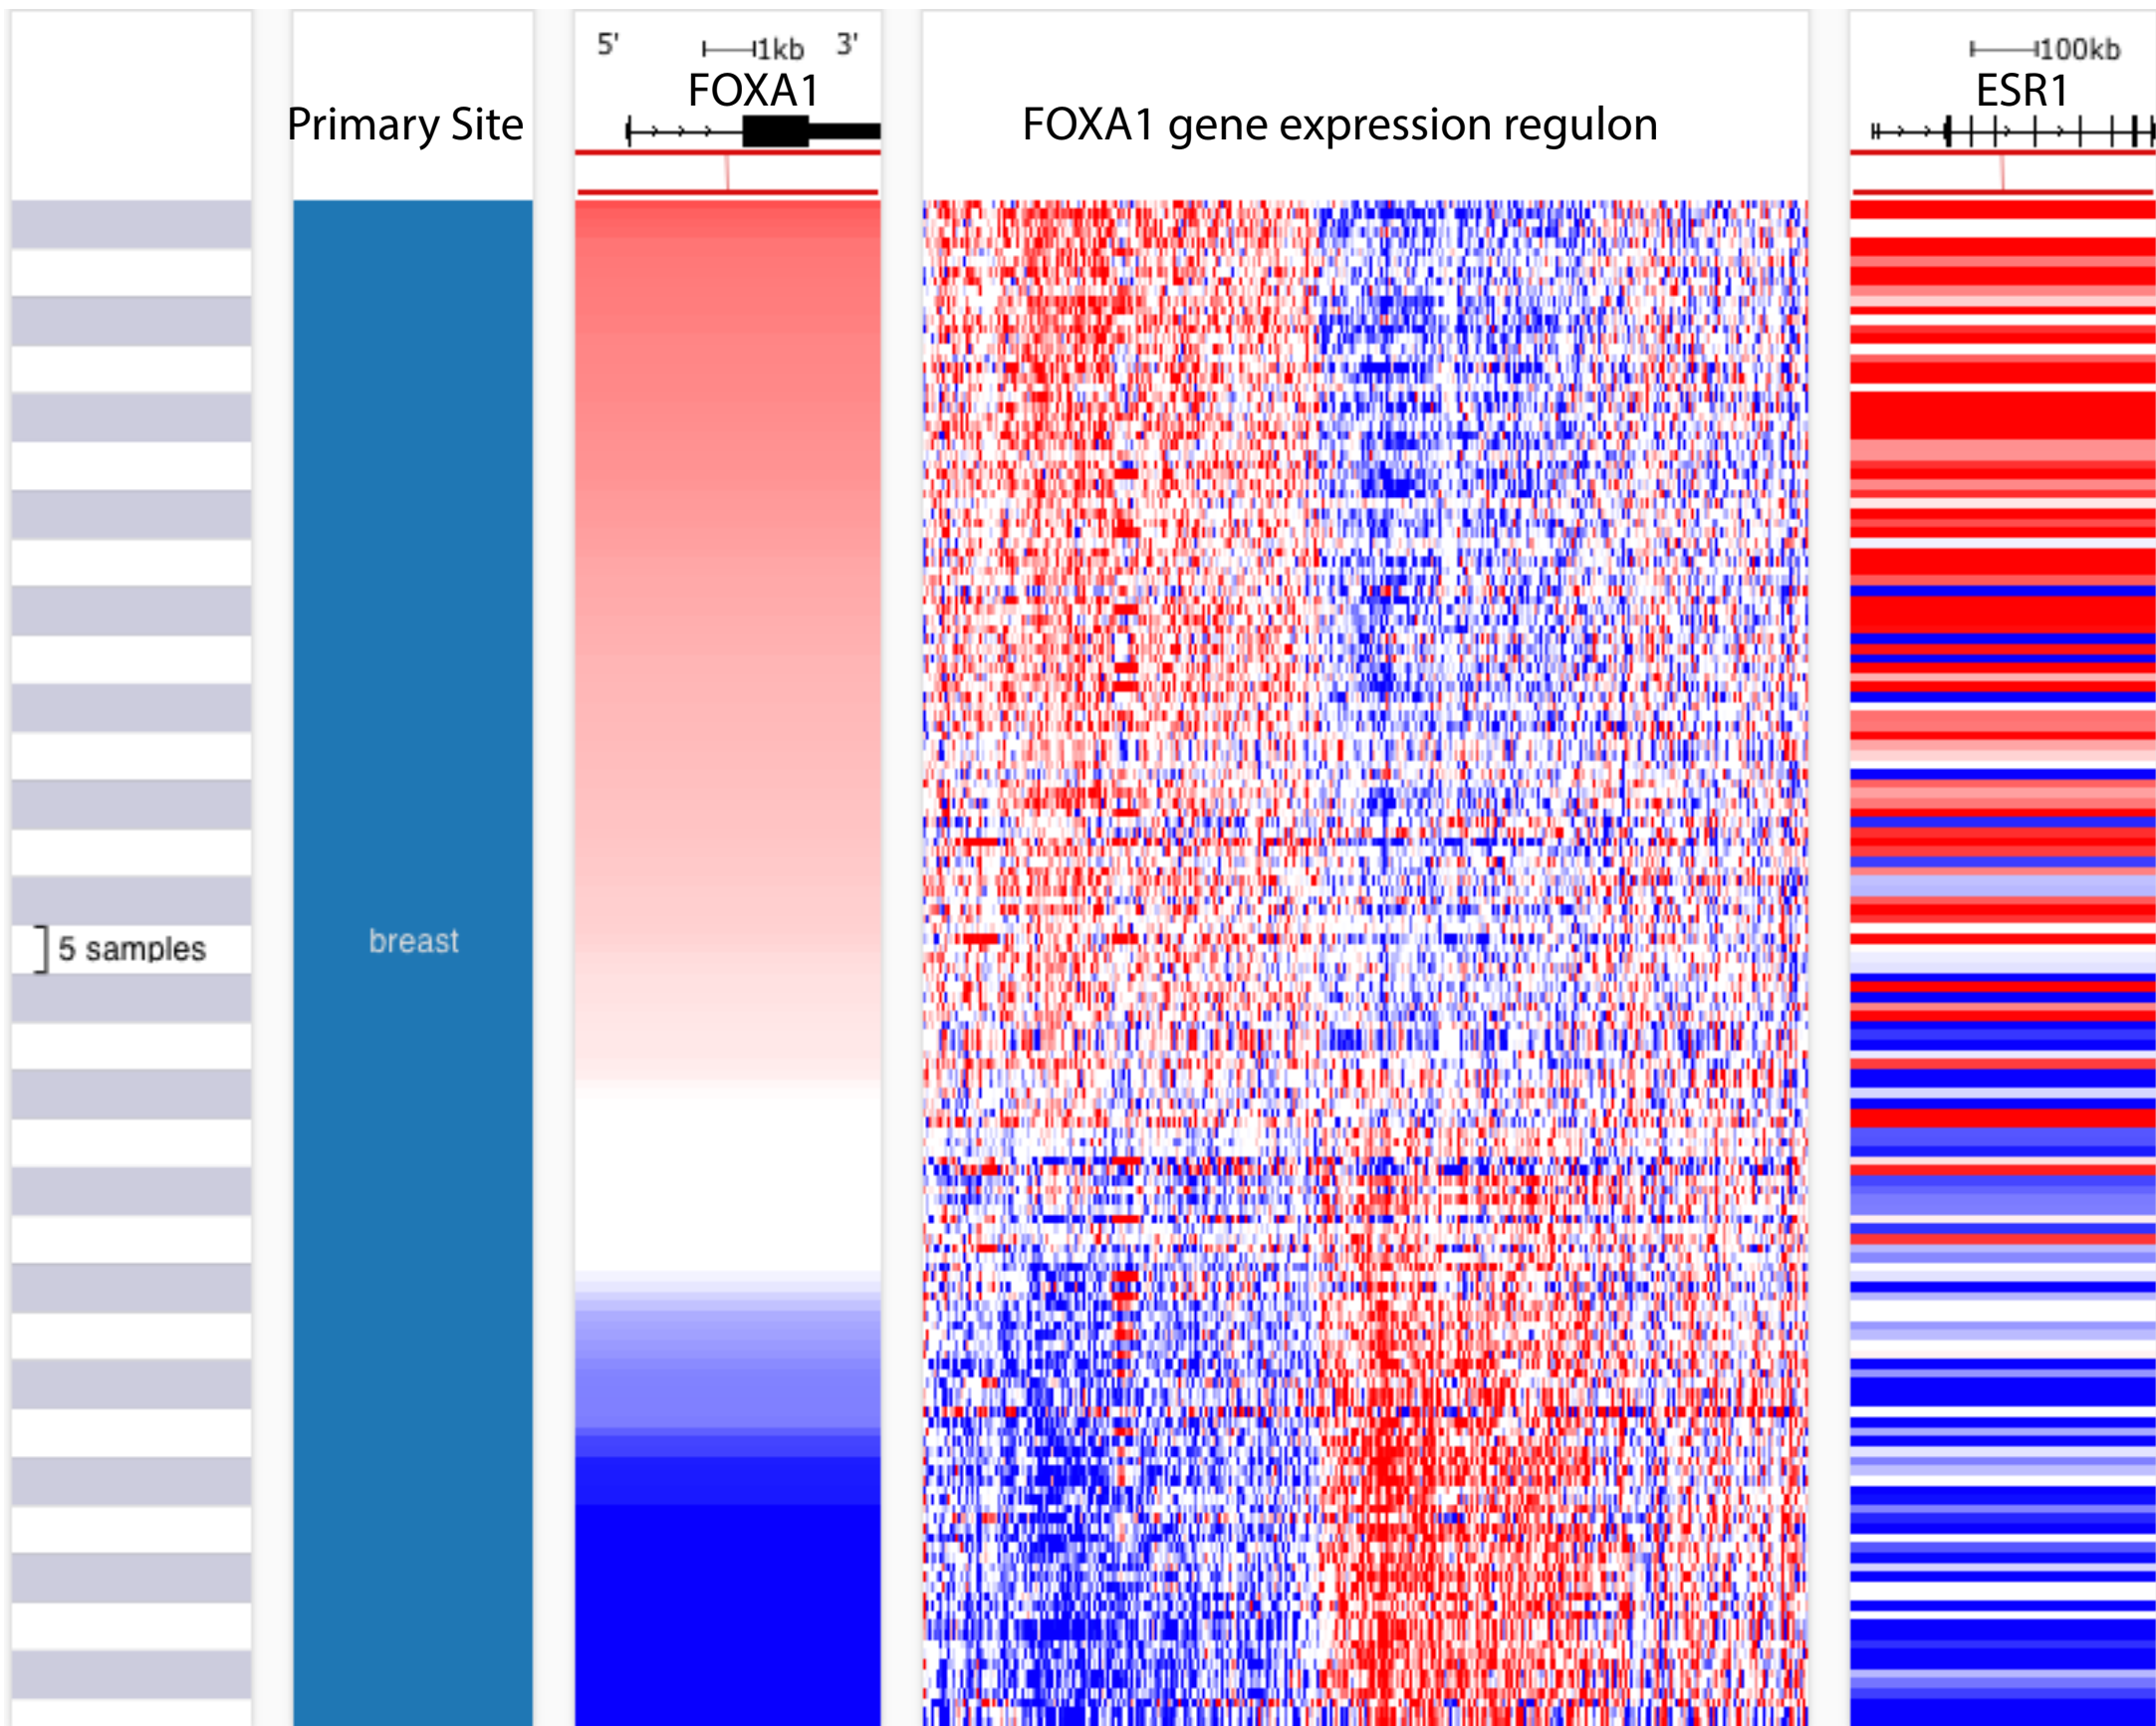 5' 1kb 3'
FOXA1
100kb
ESR1
Primary Site
FOXA1 gene expression regulon
breast
5 samples